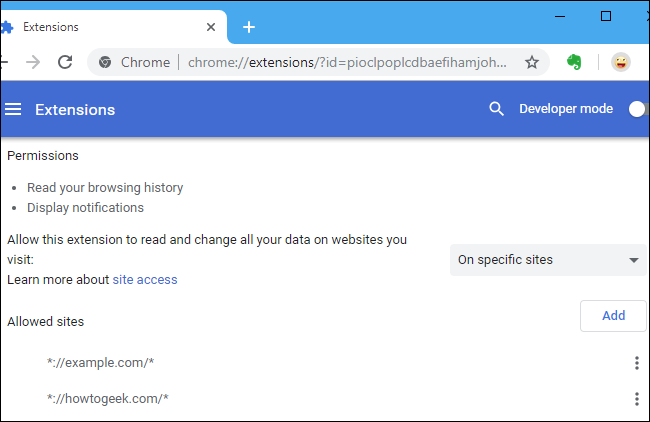 Extensions
Chrome | chrome://extensions/?id=pioclpoplcdbaefihamjoh...
Extensions
Developer mode
Permissions
• Read your browsing history
• Display notifications
Allow this extension to read and change all your data on websites you
visit:
On specific sites
Learn more about site access
Allowed sites
Add
*://example.com/*
*://howtogeek.com/*